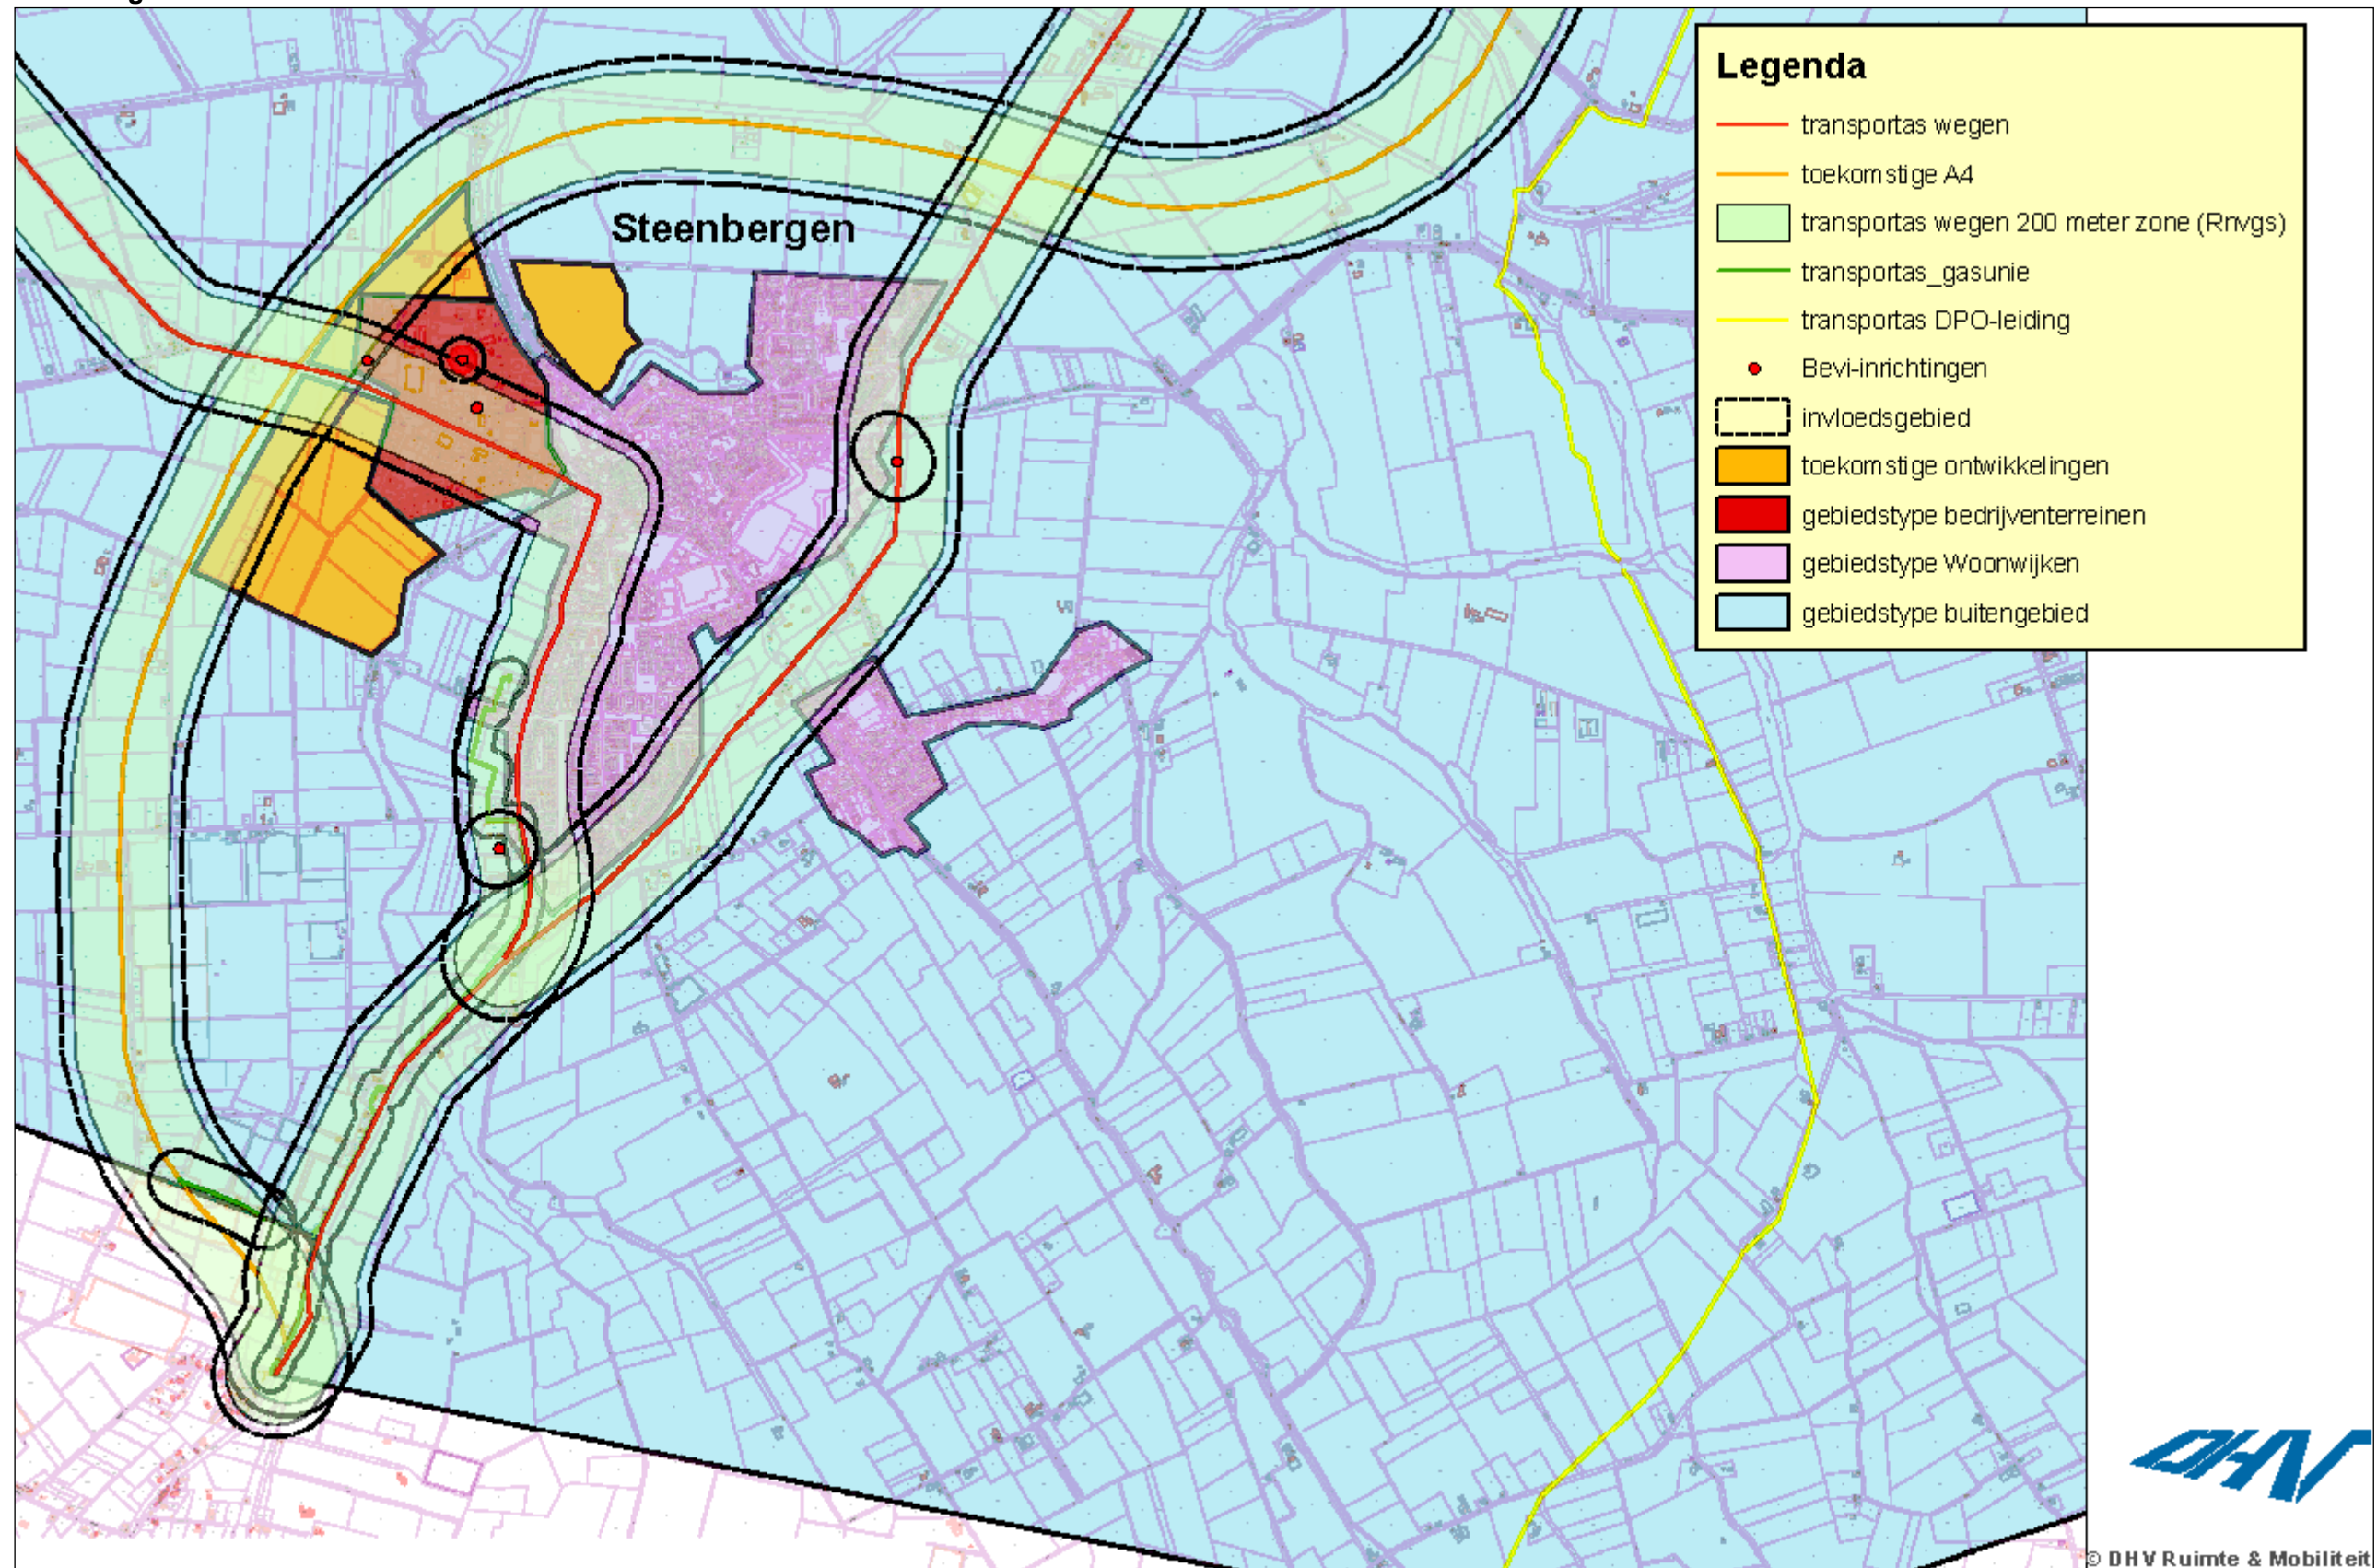 Steenbergen
Legenda
transportas wegen
toekomstige A4
transportas wegen 200 meter zone (Rnvgs)
transportas_gasunie
transportas DPO-leiding
Bevi-inrichtingen
invloedsgebied
toekomstige ontwikkelingen
gebiedstype bedrijventerreinen
gebiedstype Woonwijken
gebiedstype buitengebied
DHV
© DHV Ruimte & Mobiliteit